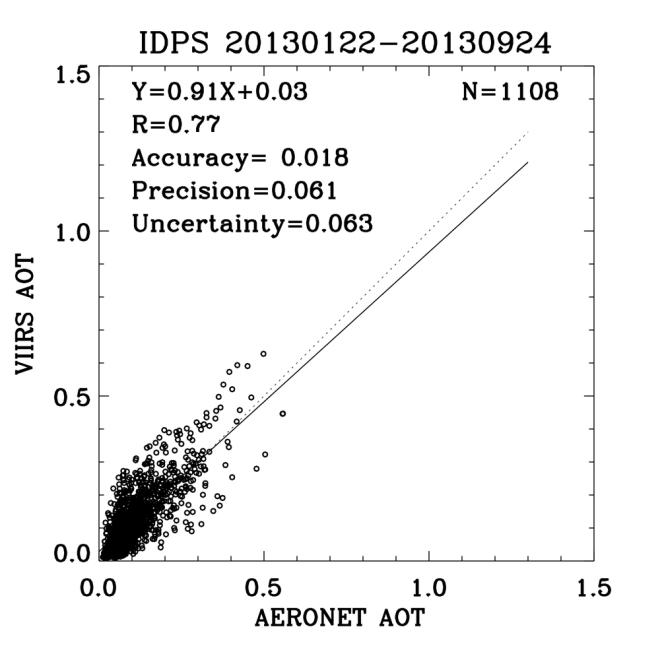 IDPS 20130122−20130924
1.5
Y=0.91X+0.03 N=1108
R=0.77
Accuracy= 0.018
Precision=0.061
Uncertainty=0.063
1.0
VIIRS AOT
0.5
0.0
0.0 0.5 1.0 1.5
AERONET AOT